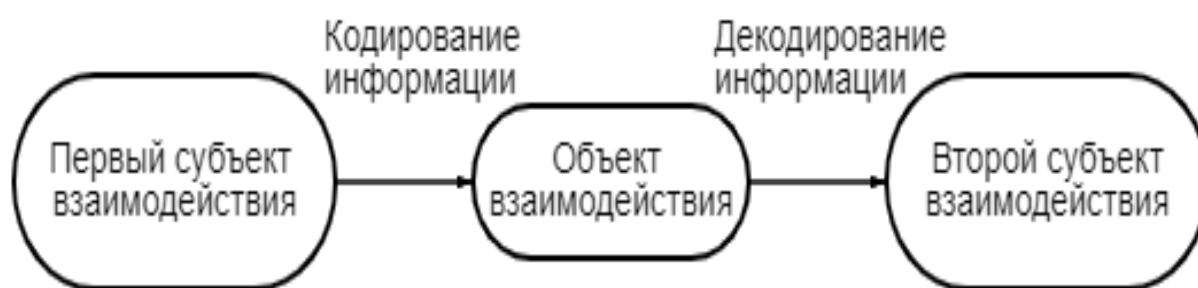 Кодирование
информации
Декодирование
информации
Первый субъект
взаимодействия
Объект
взаимодействия
Второй субъект
взаимодействия